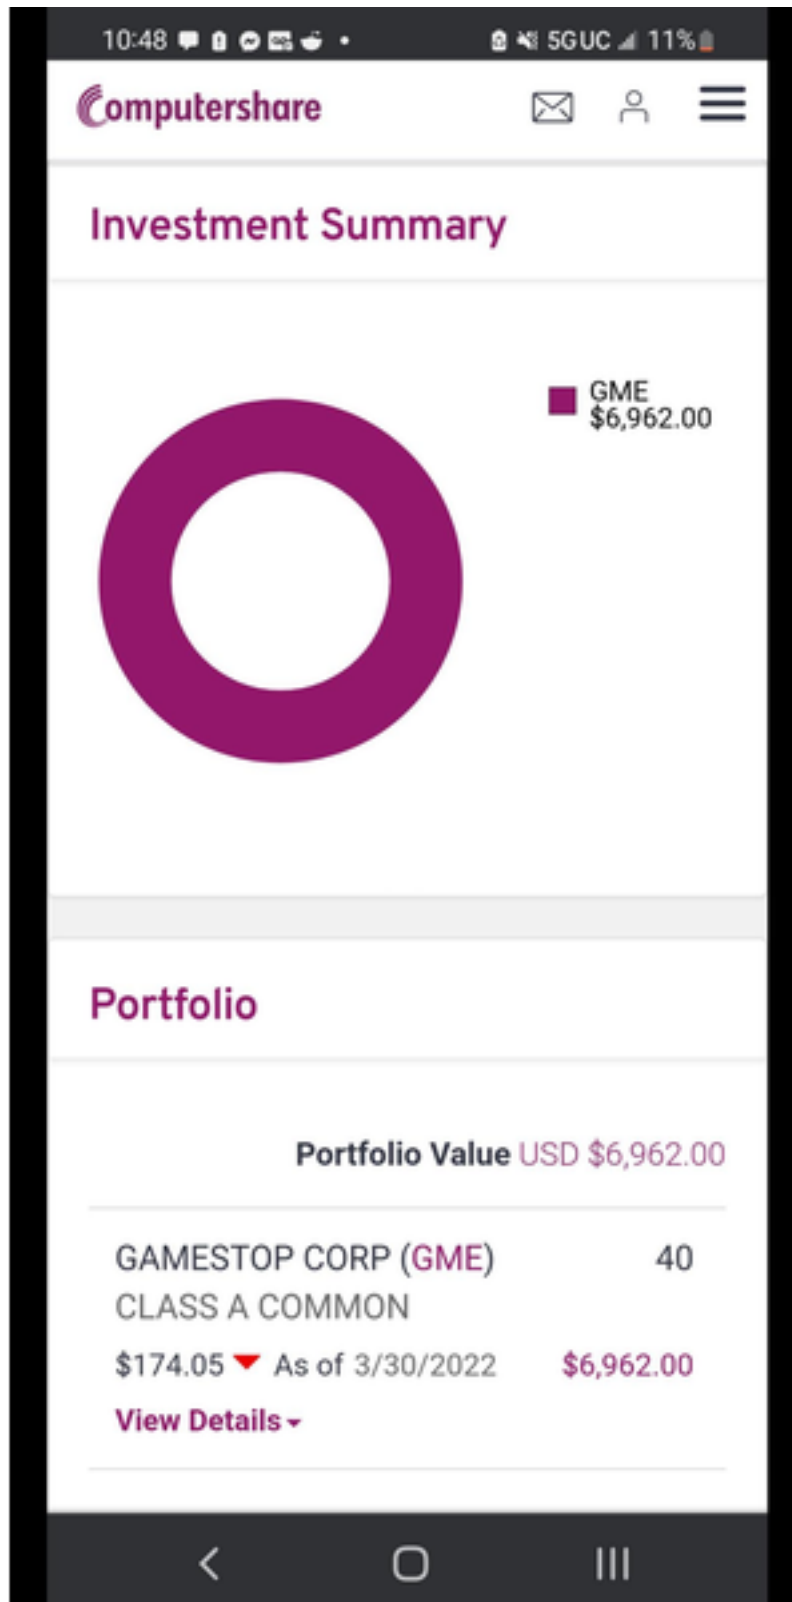 10:48 5GUC 11%
Computershare
Investment Summary
GME
$6,962.00
Portfolio
Portfolio Value USD $6,962.00
GAMESTOP CORP (GME) 40
CLASS A COMMON
$174.05 As of 3/30/2022 $6,962.00
View Details